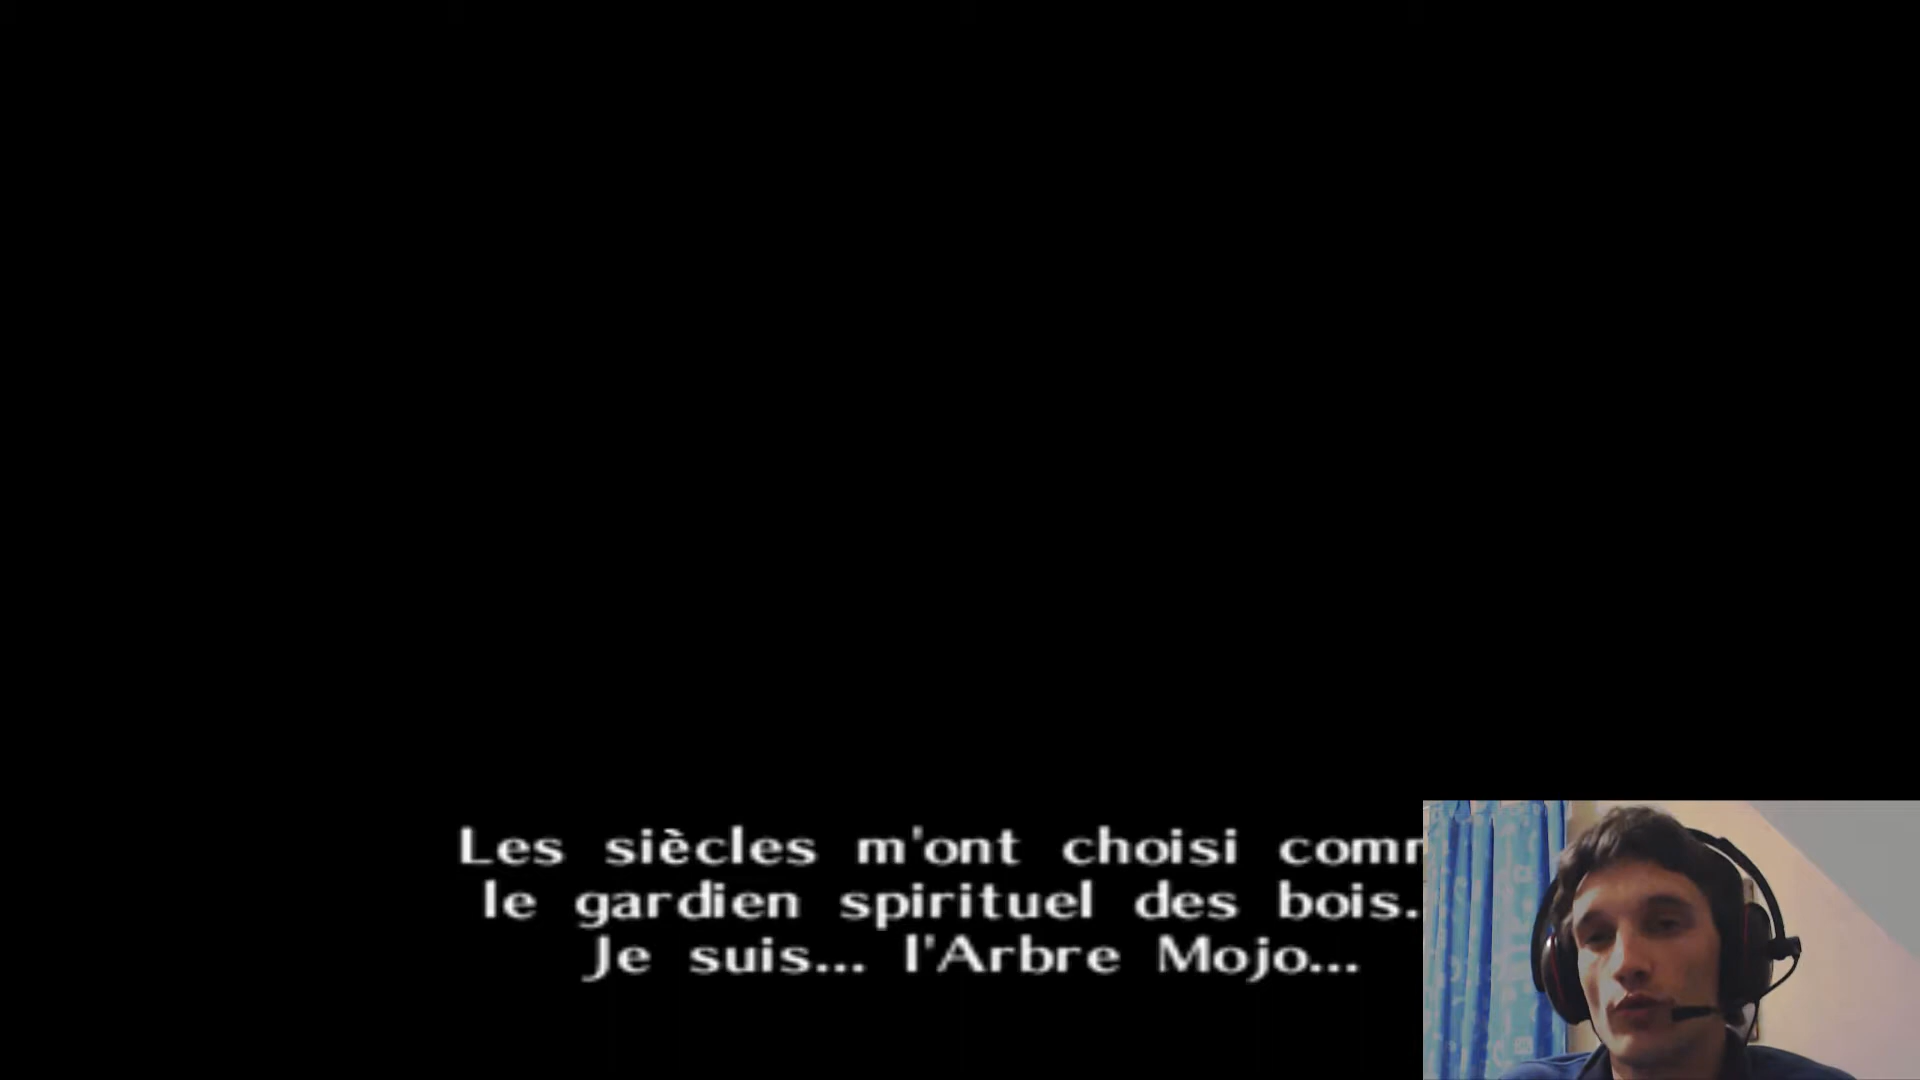 Les siècles m'ont choisi
le gardien spirituel des bois.
Je suis... l'Arbre Mojo...